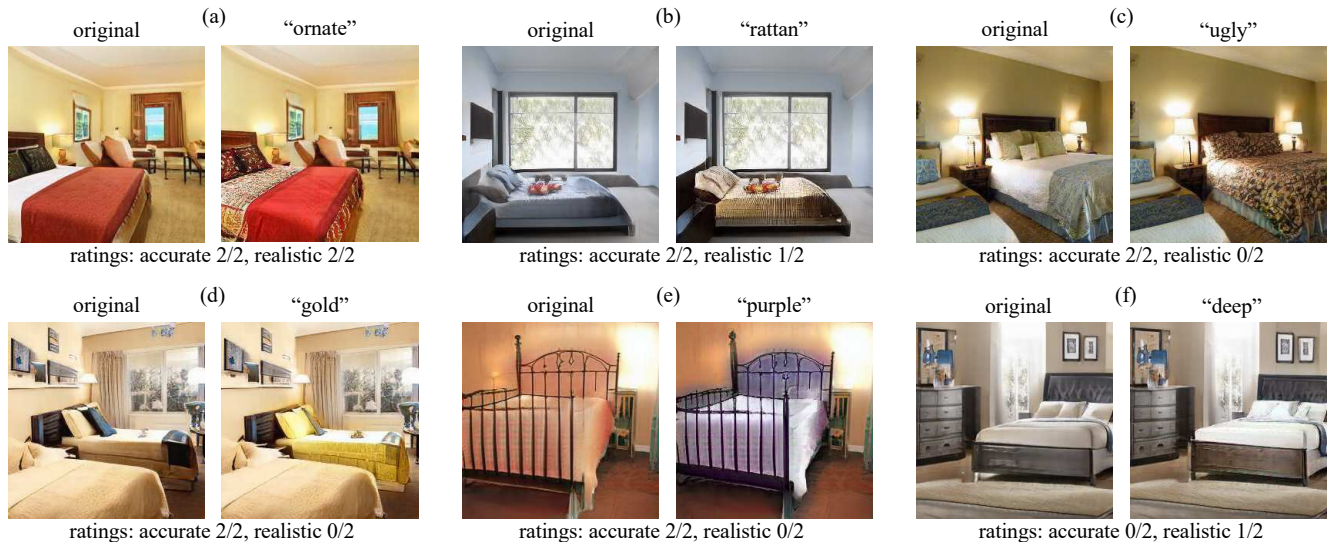 (a) (b) (c)
original “ornate” original “rattan” original “ugly”
ratings: accurate 2/2, realistic 2/2 ratings: accurate 2/2, realistic 1/2 ratings: accurate 2/2, realistic 0/2
(d) (e) (f)
original “gold” original “purple” original “deep”
ratings: accurate 2/2, realistic 0/2 ratings: accurate 2/2, realistic 0/2 ratings: accurate 0/2, realistic 1/2